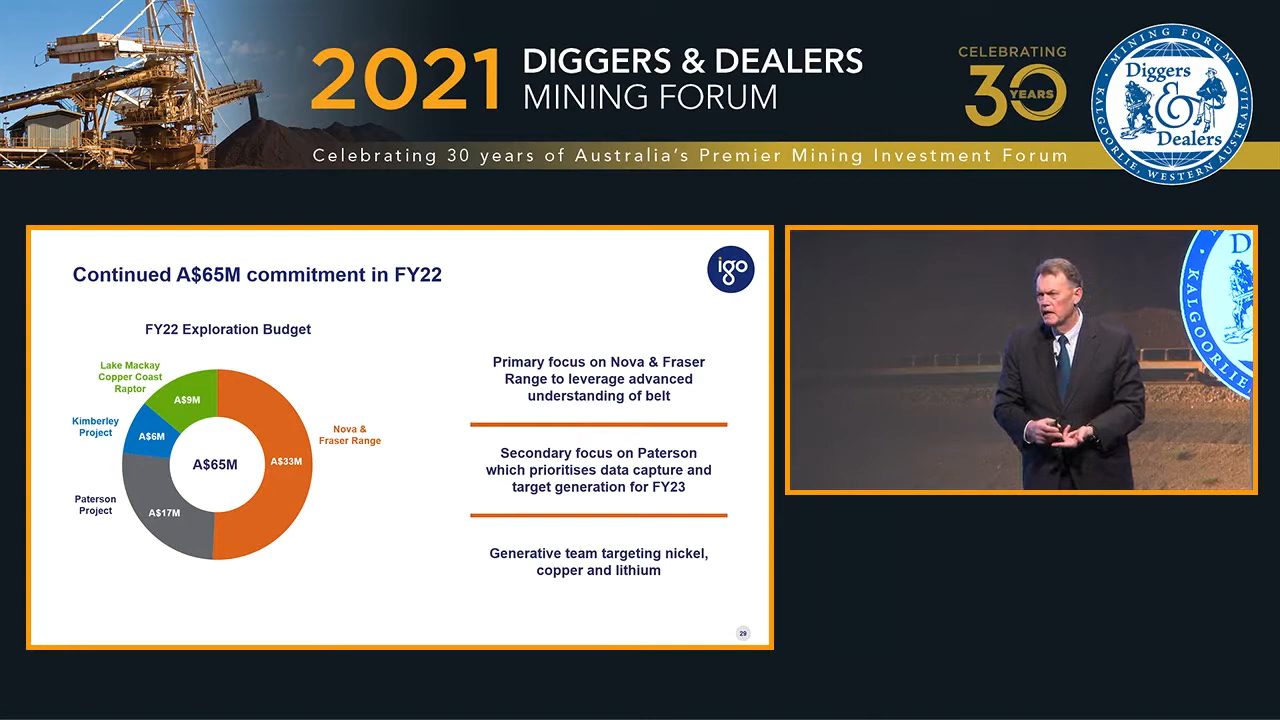 2021 DIGGERS & DEALERS
MINING FORUM
CELEBRATING
30 YEARS
Celebrating 30 years of Australia's Premier Mining Investment Forum
MINING FORUM
Diggers
&
Dealers
KALGOORLIE, WESTERN AUSTRALIA
Continued A$65M commitment in FY22
igo
FY22 Exploration Budget
Lake Mackay
Copper Coast
Raptor
A$9M
Kimberley
Project
A$6M
Nova &
Fraser Range
A$33M
A$65M
Paterson
Project
A$17M
Primary focus on Nova & Fraser
Range to leverage advanced
understanding of belt
Secondary focus on Paterson
which prioritises data capture and
target generation for FY23
Generative team targeting nickel,
copper and lithium
29
D
KALGOORLIE